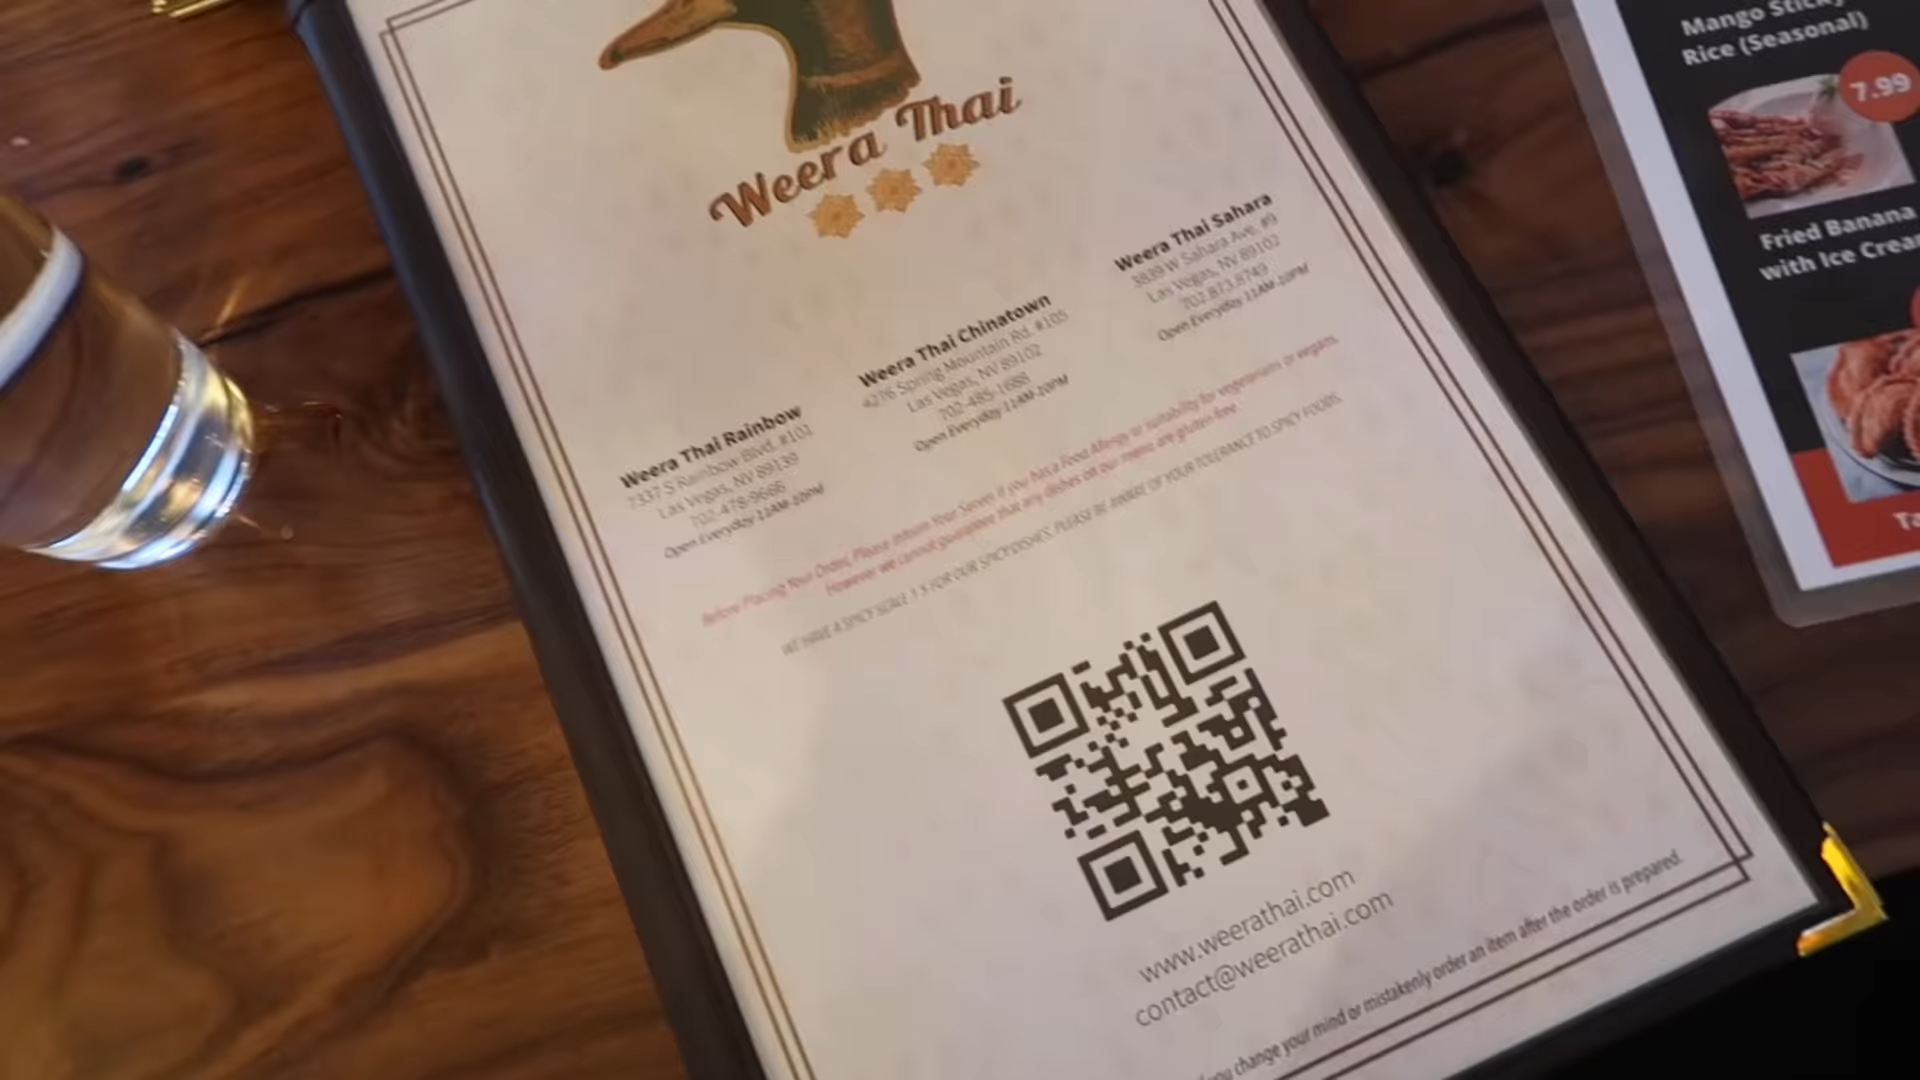 Weera Thai
Weera Thai Rainbow
7337 S Rainbow Blvd. #101
Las Vegas, NV 89139
702-478-9666
Open Everyday 11AM-10PM
Weera Thai Chinatown
4276 Spring Mountain Rd. #105
Las Vegas, NV 89102
702-485-1688
Open Everyday 11AM-10PM
Weera Thai Sahara
3839 W Sahara Ave. #9
Las Vegas, NV 89102
702.873.8749
Open Everyday 11AM-10PM
Before Placing Your Order, Please Inform Your Server if you has a Food Allergy or suitability for vegetarians or vegans.
However we cannot guarantee that any dishes on our menu are gluten-free.
WE HAVE A SPICY SCALE 1-5 FOR OUR SPICY DISHES. PLEASE BE AWARE OF YOUR TOLERANCE TO SPICY FOODS.
www.weerathai.com
contact@weerathai.com
you change your mind or mistakenly order an item after the order is prepared.
Mango Sticky
Rice (Seasonal)
7.99
Fried Banana
with Ice Cream